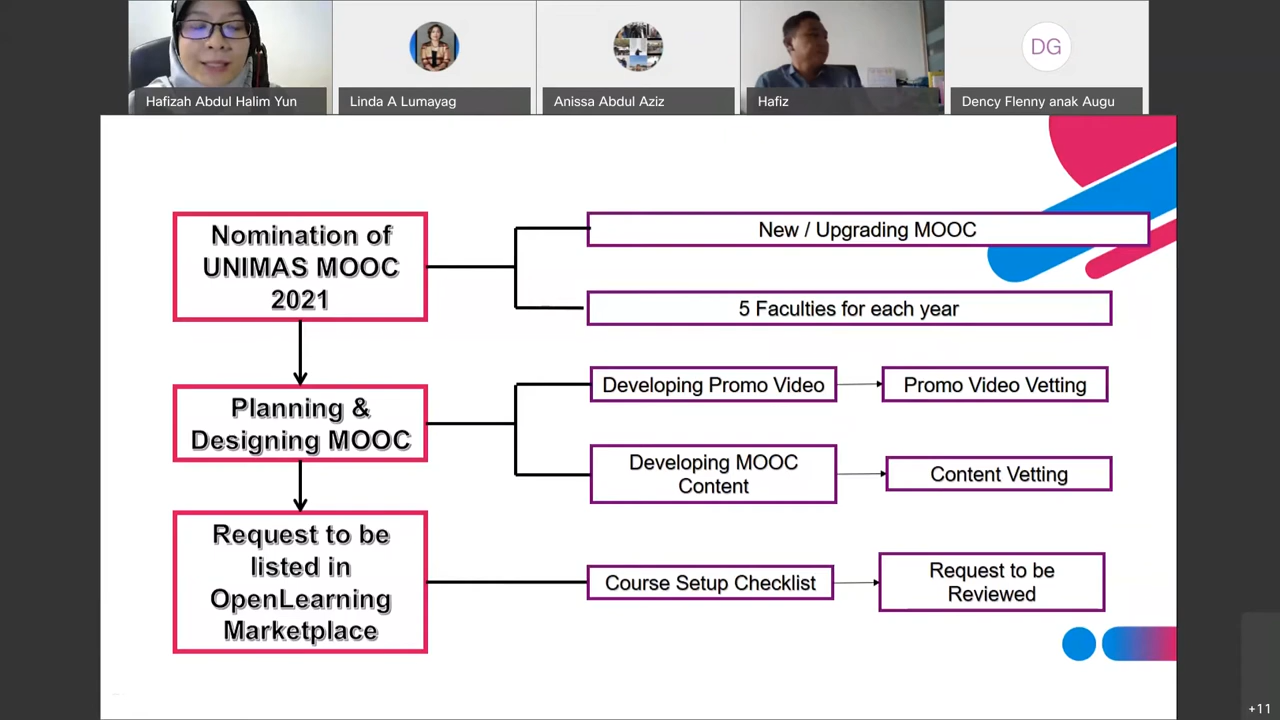 Hafizah Abdul Halim Yun
Linda A Lumayag
Anissa Abdul Aziz
Hafiz
DG
Dency Flenny anak Augu
Nomination of
UNIMAS MOOC
2021
New / Upgrading MOOC
5 Faculties for each year
Planning &
Designing MOOC
Developing Promo Video
Promo Video Vetting
Developing MOOC
Content
Content Vetting
Request to be
listed in
OpenLearning
Marketplace
Course Setup Checklist
Request to be
Reviewed
+11